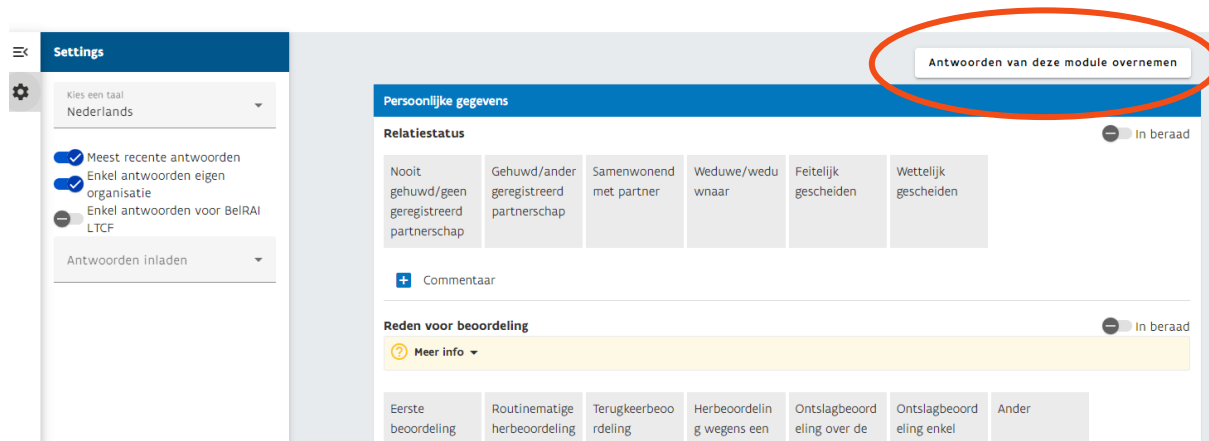 Settings
Antwoorden van deze module overnemen
Kies een taal
Nederlands
Meest recente antwoorden
Enkel antwoorden eigen
organisatie
Enkel antwoorden voor BelRAI
LTCF
Antwoorden inladen
Persoonlijke gegevens
Relatiestatus
In beraad
Nooit
gehuwd/geen
geregistreerd
partnerschap
Gehuwd/ander
geregistreerd
partnerschap
Samenwonend
met partner
Weduwe/wedu
wnaar
Feitelijk
gescheiden
Wettelijk
gescheiden
Commentaar
Reden voor beoordeling
In beraad
Meer info
Eerste
beoordeling
Routinematige
herbeoordeling
Terugkeerbeoo
rdeling
Herbeoordelin
g wegens een
Ontslagbeoord
eling over de
Ontslagbeoord
eling enkel
Ander